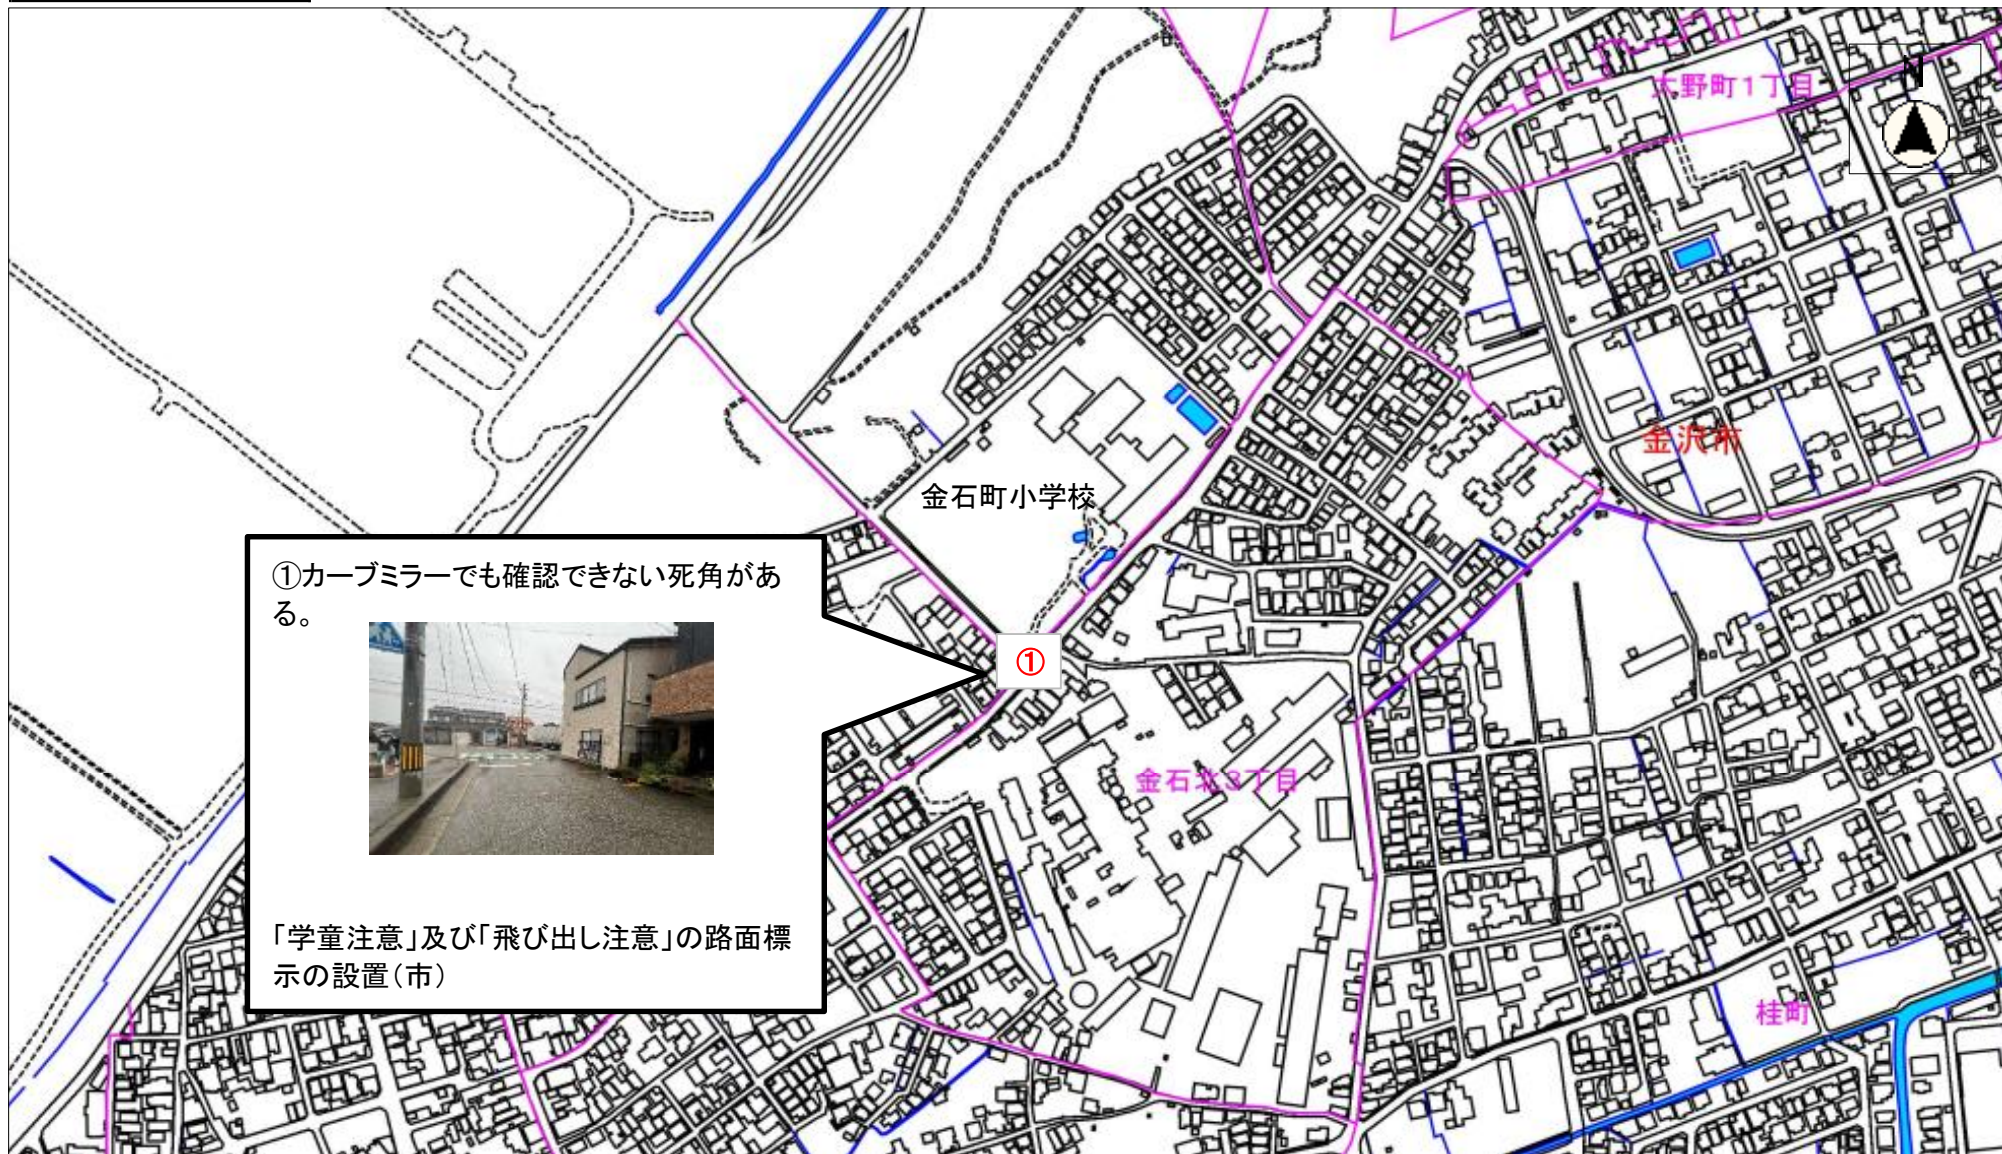 大野町1丁目
N
金沢市
金石町小学校
①カーブミラーでも確認できない死角があ
る。
①
金石北3丁目
「学童注意」及び「飛び出し注意」の路面標
示の設置(市)
桂町